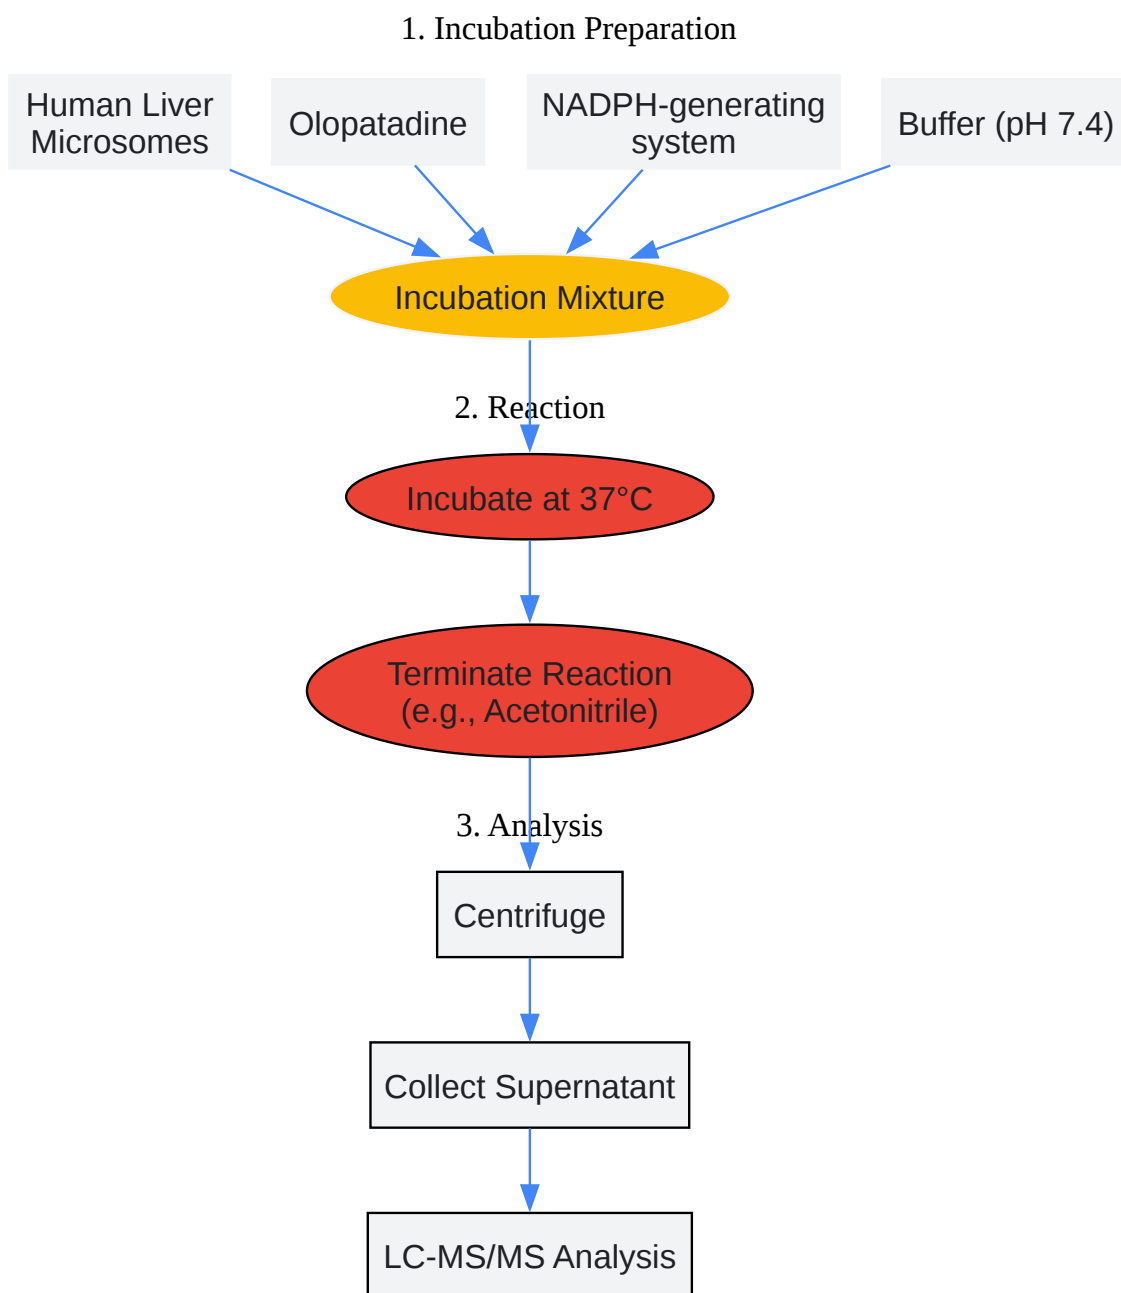 1. Incubation Preparation
Human Liver
Microsomes
Olopatadine
NADPH-generating
system
Buffer (pH 7.4)
Incubation Mixture
2. Reaction
Incubate at 37°C
Terminate Reaction
(e.g., Acetonitrile)
3. Analysis
Centrifuge
Collect Supernatant
LC-MS/MS Analysis